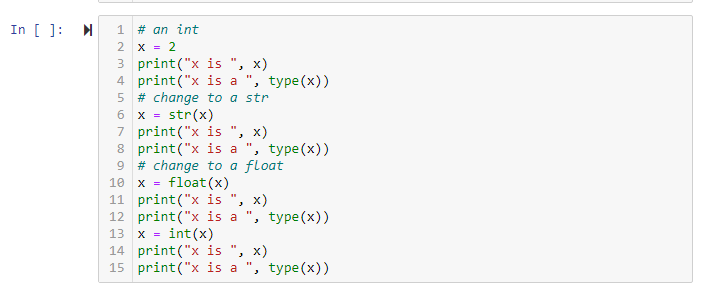 In [ ]:
1 # an int
2 x = 2
3 print("x is ", x)
4 print("x is a ", type(x))
5 # change to a str
6 x = str(x)
7 print("x is ", x)
8 print("x is a ", type(x))
9 # change to a float
10 x = float(x)
11 print("x is ", x)
12 print("x is a ", type(x))
13 x = int(x)
14 print("x is ", x)
15 print("x is a ", type(x))